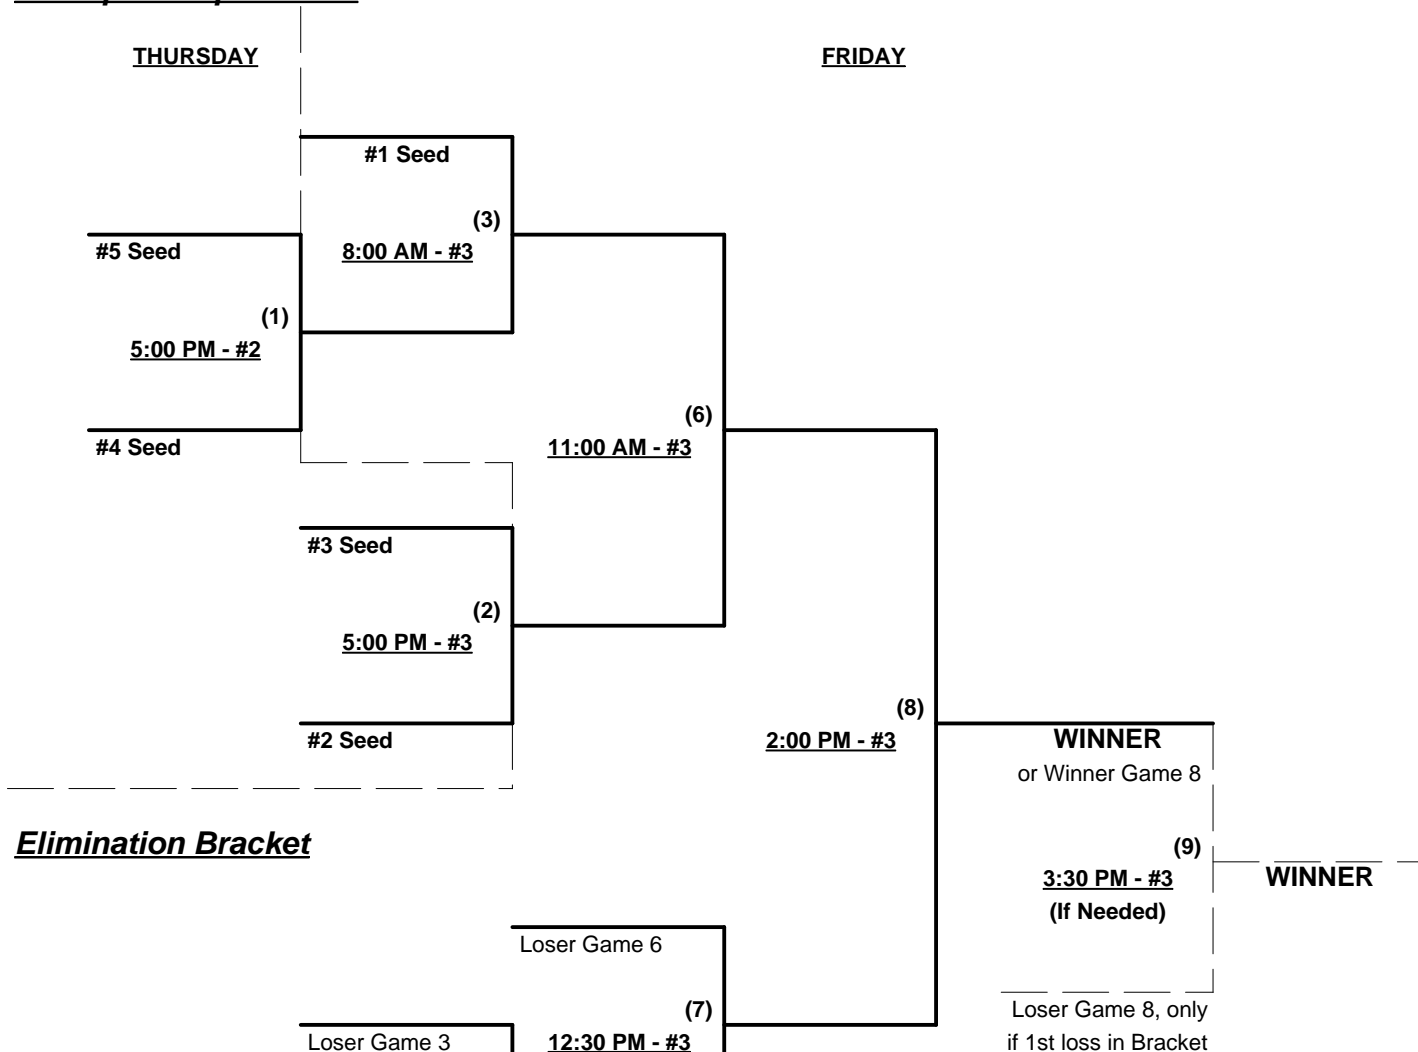 THURSDAY
FRIDAY
#1 Seed
(3)
#5 Seed
8:00 AM - #3
(1)
5:00 PM - #2
(6)
#4 Seed
11:00 AM - #3
#3 Seed
(2)
5:00 PM - #3
(8)
#2 Seed
2:00 PM - #3
WINNER
or Winner Game 8
Elimination Bracket
(9)
3:30 PM - #3
WINNER
(If Needed)
Loser Game 6
(7)
Loser Game 8, only
Loser Game 3
12:30 PM - #3
if 1st loss in Bracket